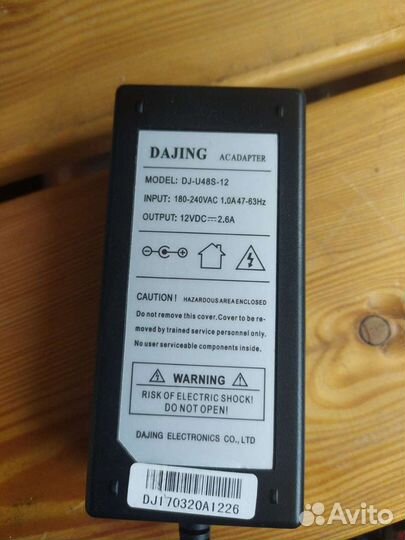 DAJING AC ADAPTER
MODEL: DJ-U48S-12
INPUT: 180-240VAC 1.0A 47-63Hz
OUTPUT: 12VDC⎓2.6A
CAUTION! HAZARDOUS AREA ENCLOSED
Do not remove this cover. Cover to be re-
moved by trained service personnel only.
No user serviceable components inside.
WARNING
RISK OF ELECTRIC SHOCK!
DO NOT OPEN!
DAJING ELECTRONICS CO., LTD
DJ170320A1226
Avito